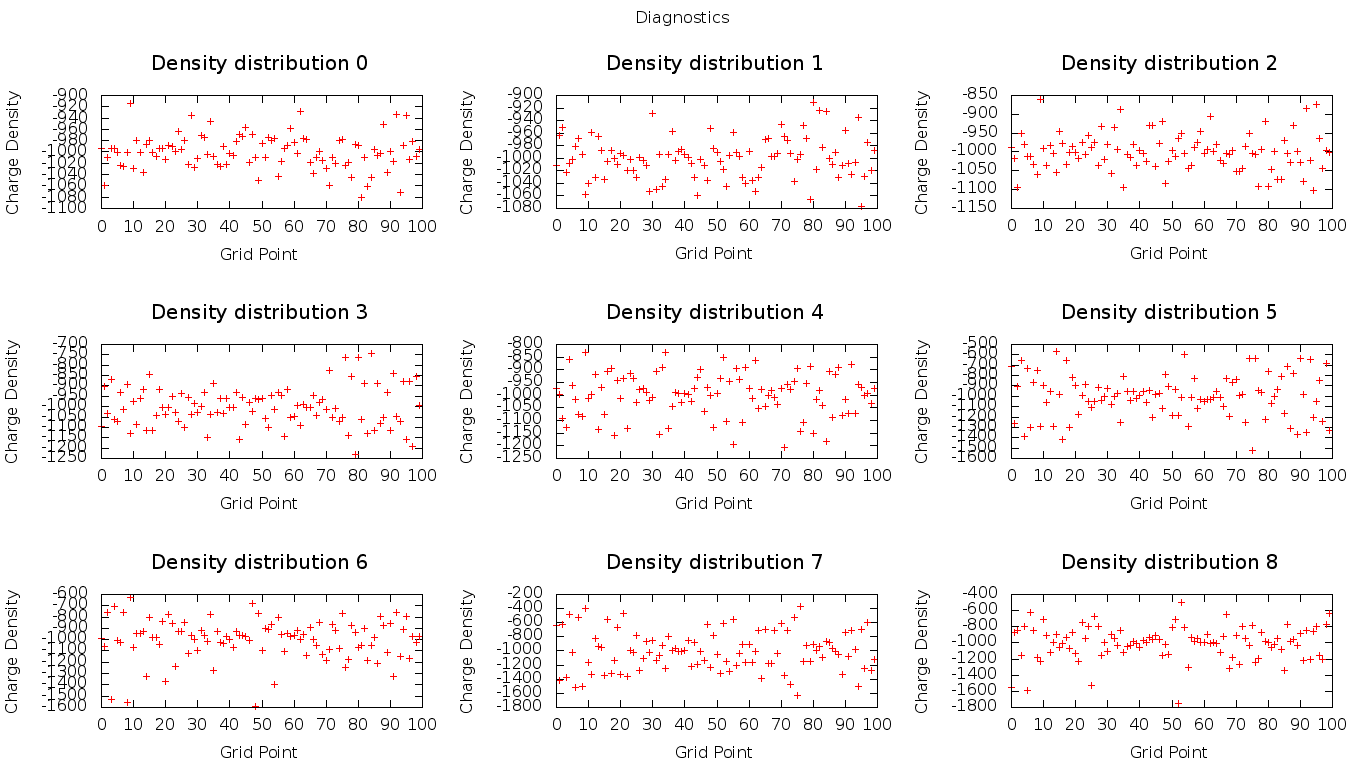 Diagnostics
Density distribution 0
Charge Density
-900
-920
-940
-960
-980
-1000
-1020
-1040
-1060
-1080
-1100
0 10 20 30 40 50 60 70 80 90 100
Grid Point
Density distribution 1
Charge Density
-900
-920
-940
-960
-980
-1000
-1020
-1040
-1060
-1080
0 10 20 30 40 50 60 70 80 90 100
Grid Point
Density distribution 2
Charge Density
-850
-900
-950
-1000
-1050
-1100
-1150
0 10 20 30 40 50 60 70 80 90 100
Grid Point
Density distribution 3
Charge Density
-700
-750
-800
-850
-900
-950
-1000
-1050
-1100
-1150
-1200
-1250
0 10 20 30 40 50 60 70 80 90 100
Grid Point
Density distribution 4
Charge Density
-800
-850
-900
-950
-1000
-1050
-1100
-1150
-1200
-1250
0 10 20 30 40 50 60 70 80 90 100
Grid Point
Density distribution 5
Charge Density
-500
-600
-700
-800
-900
-1000
-1100
-1200
-1300
-1400
-1500
-1600
0 10 20 30 40 50 60 70 80 90 100
Grid Point
Density distribution 6
Charge Density
-600
-700
-800
-900
-1000
-1100
-1200
-1300
-1400
-1500
-1600
0 10 20 30 40 50 60 70 80 90 100
Grid Point
Density distribution 7
Charge Density
-200
-400
-600
-800
-1000
-1200
-1400
-1600
-1800
0 10 20 30 40 50 60 70 80 90 100
Grid Point
Density distribution 8
Charge Density
-400
-600
-800
-1000
-1200
-1400
-1600
-1800
0 10 20 30 40 50 60 70 80 90 100
Grid Point